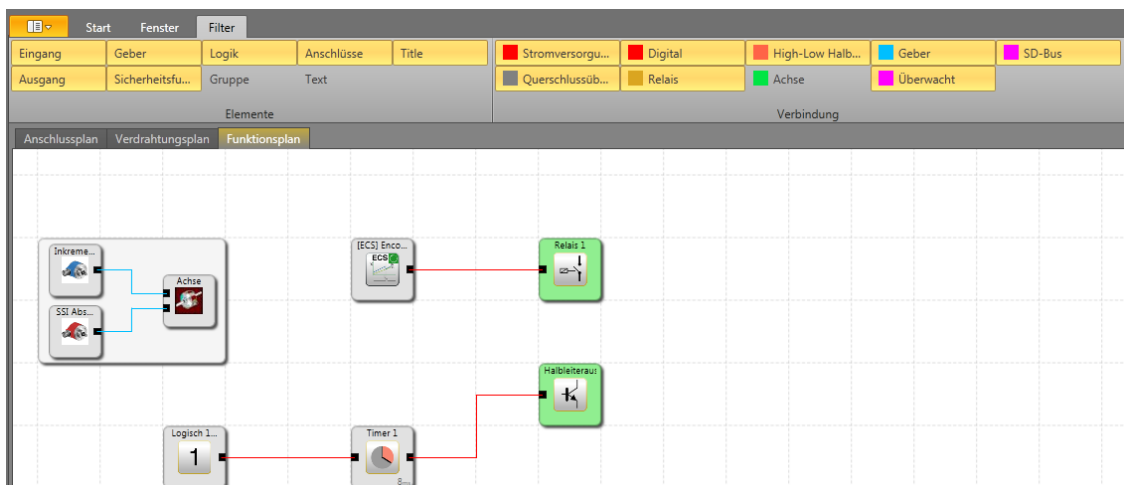 Start Fenster Filter
Eingang Geber Logik Anschlüsse Title
Ausgang Sicherheitsfu... Gruppe Text
Elemente
Stromversorgu... Digital High-Low Halb... Geber SD-Bus
Querschlussüb... Relais Achse Überwacht
Verbindung
Anschlussplan Verdrahtungsplan Funktionsplan
Inkreme...
Achse
SSI Abs...
[ECS] Enco...
ECS
Relais 1
Halbleiteraus
Logisch 1...
1
Timer 1